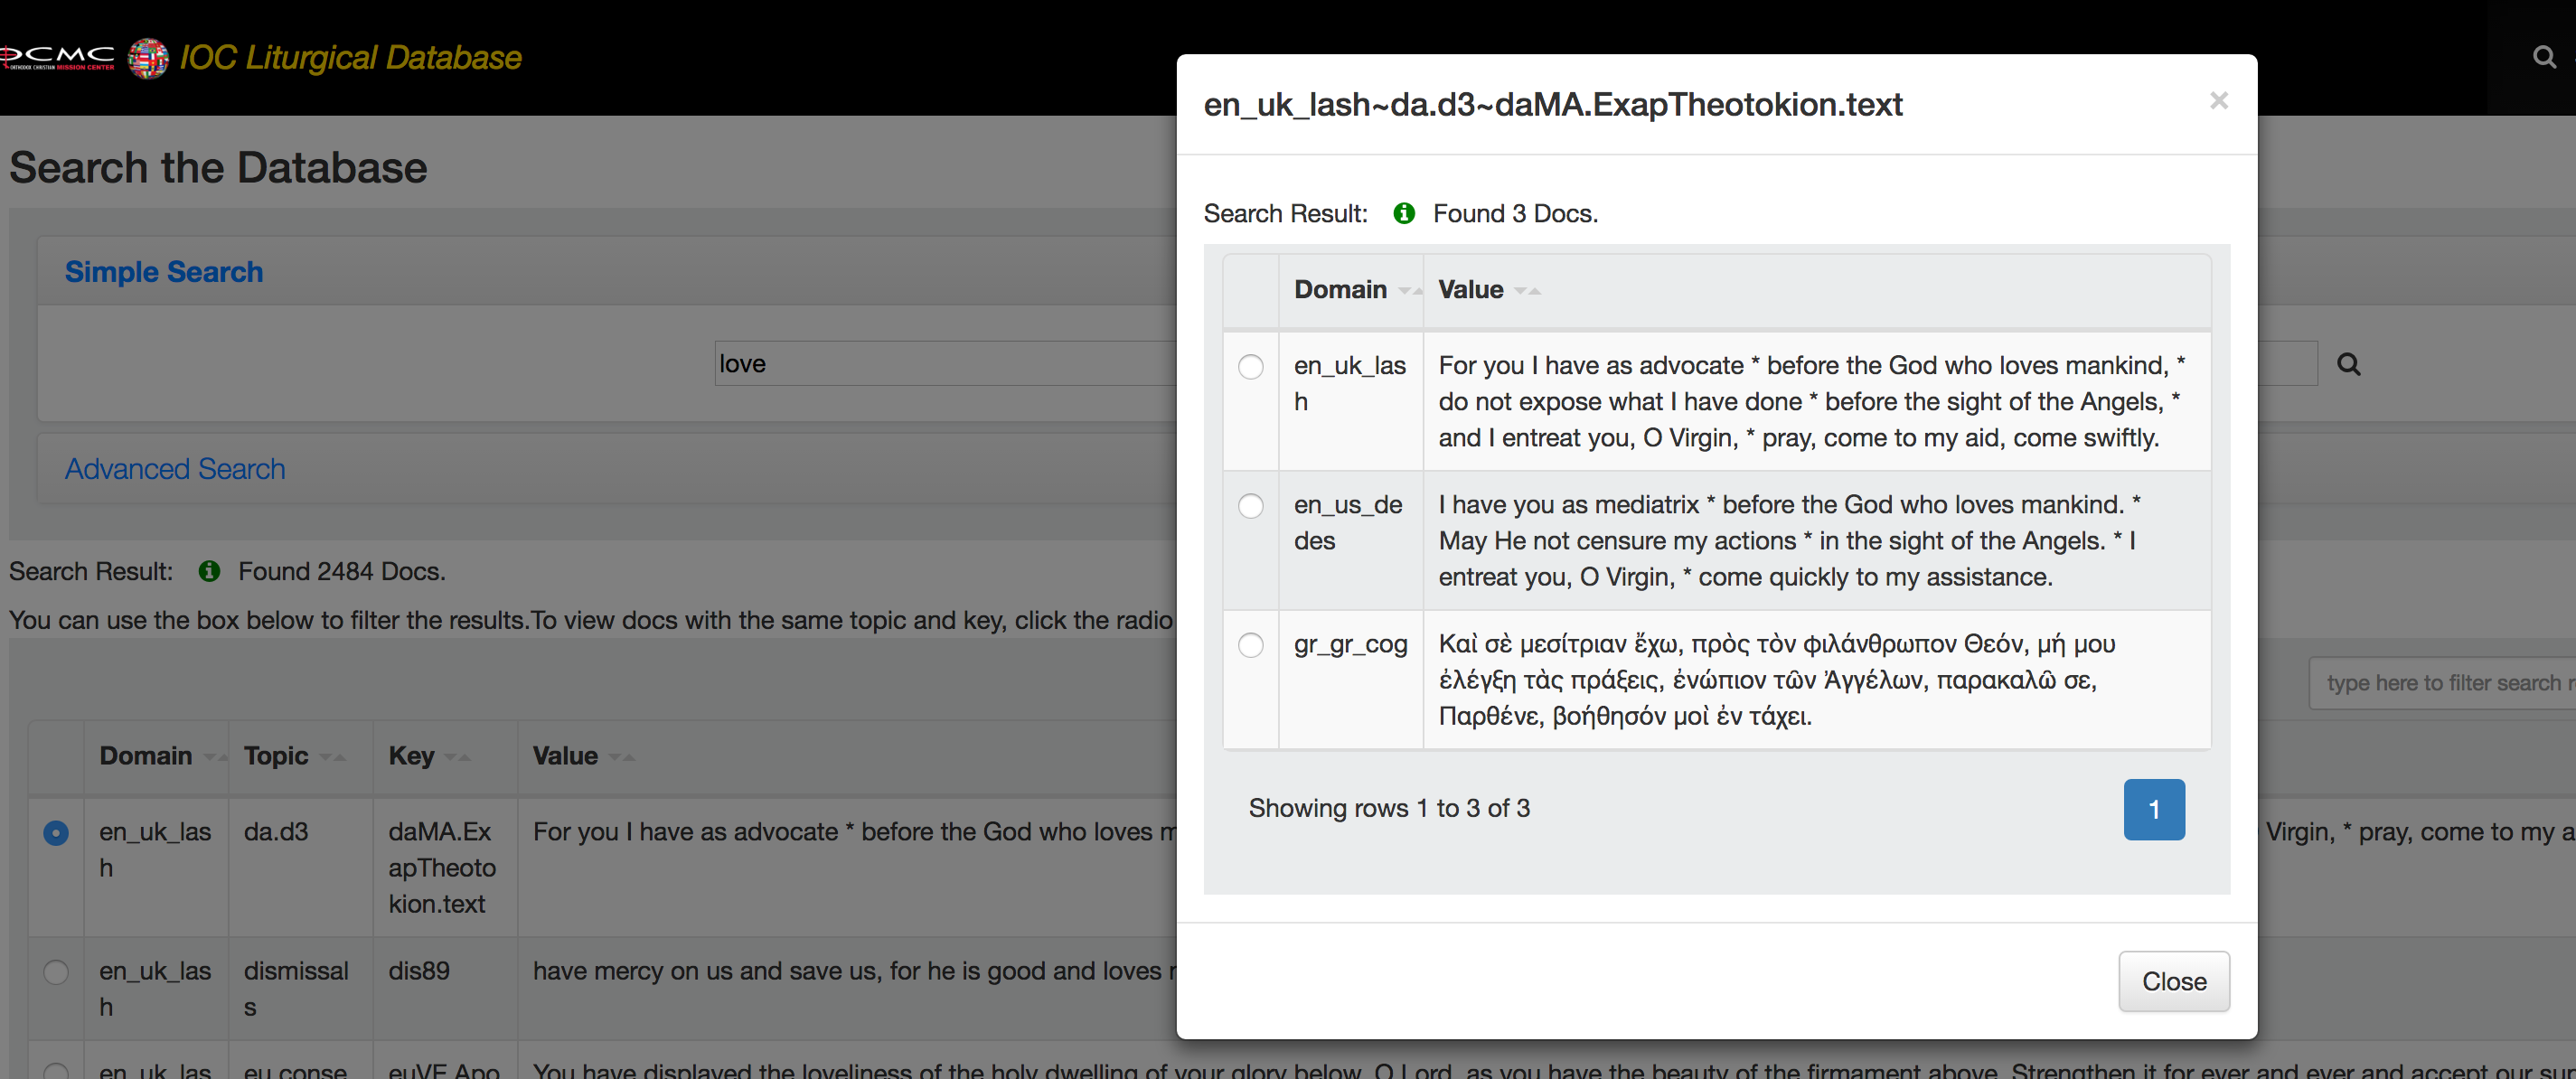 OCMC
ORTHODOX CHRISTIAN MISSION CENTER
IOC Liturgical Database
Search the Database
Simple Search
love
Advanced Search
Search Result: Found 2484 Docs.
You can use the box below to filter the results.To view docs with the same topic and key, click the radio
type here to filter search r
Domain Topic Key Value
en_uk_las
h
da.d3
daMA.Ex
apTheoto
kion.text
For you I have as advocate * before the God who loves m
Virgin, * pray, come to my a
en_uk_las
h
dismissal
s
dis89
have mercy on us and save us, for he is good and loves
en_uk_las
eu.conse
euVE.Apo
You have displayed the loveliness of the holy dwelling of your glory below, O Lord, as you have the beauty of the firmament above. Strengthen it for ever and ever and accept our sup
en_uk_lash~da.d3~daMA.ExapTheotokion.text
×
Search Result: Found 3 Docs.
Domain Value
en_uk_las
h
For you I have as advocate * before the God who loves mankind, *
do not expose what I have done * before the sight of the Angels, *
and I entreat you, O Virgin, * pray, come to my aid, come swiftly.
en_us_de
des
I have you as mediatrix * before the God who loves mankind. *
May He not censure my actions * in the sight of the Angels. * I
entreat you, O Virgin, * come quickly to my assistance.
gr_gr_cog
Καὶ σὲ μεσίτριαν ἔχω, πρὸς τὸν φιλάνθρωπον Θεόν, μή μου
ἐλέγξῃ τὰς πράξεις, ἐνώπιον τῶν Ἀγγέλων, παρακαλῶ σε,
Παρθένε, βοήθησόν μοὶ ἐν τάχει.
Showing rows 1 to 3 of 3
1
Close